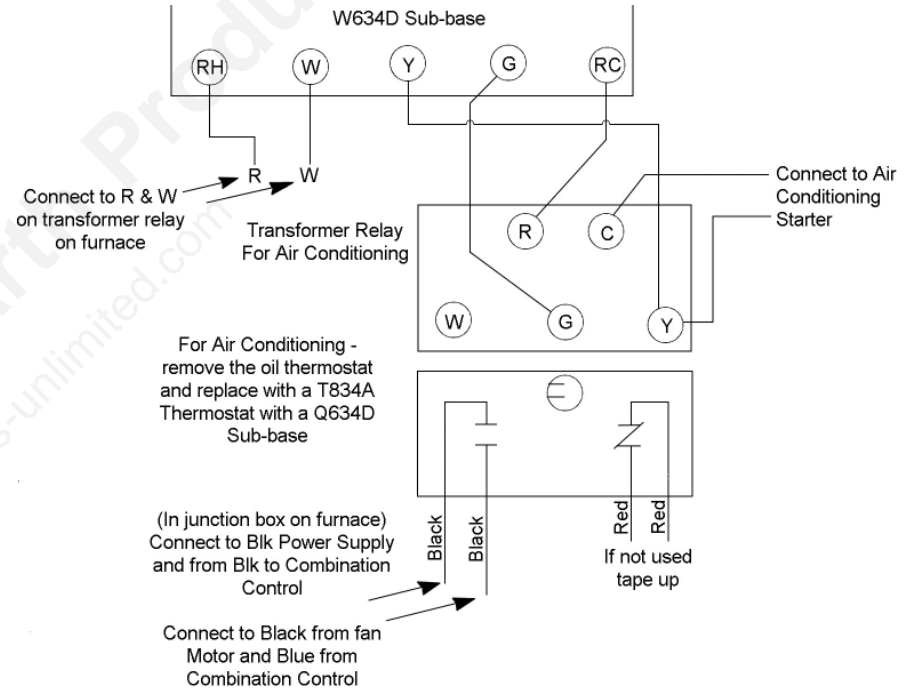 W634D Sub-base
RH
W
Y
G
RC
R
W
Connect to R & W
on transformer relay
on furnace
Transformer Relay
For Air Conditioning
Connect to Air
Conditioning
Starter
R
C
W
G
Y
For Air Conditioning -
remove the oil thermostat
and replace with a T834A
Thermostat with a Q634D
Sub-base
(In junction box on furnace)
Connect to Blk Power Supply
and from Blk to Combination
Control
Black
Black
Red
Red
If not used
tape up
Connect to Black from fan
Motor and Blue from
Combination Control